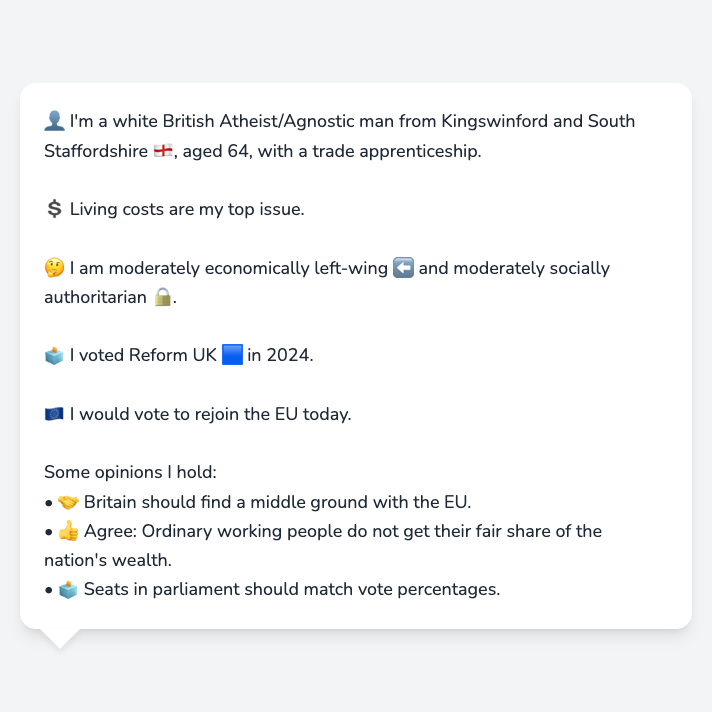 👤 I'm a white British Atheist/Agnostic man from Kingswinford and South
Staffordshire 🏴󠁧󠁢󠁥󠁮󠁧󠁿, aged 64, with a trade apprenticeship.
💲 Living costs are my top issue.
🤔 I am moderately economically left-wing ⬅️ and moderately socially
authoritarian 🔒.
🗳️ I voted Reform UK 🟦 in 2024.
🇪🇺 I would vote to rejoin the EU today.
Some opinions I hold:
• 🤝 Britain should find a middle ground with the EU.
• 👍 Agree: Ordinary working people do not get their fair share of the
nation's wealth.
• 🗳️ Seats in parliament should match vote percentages.